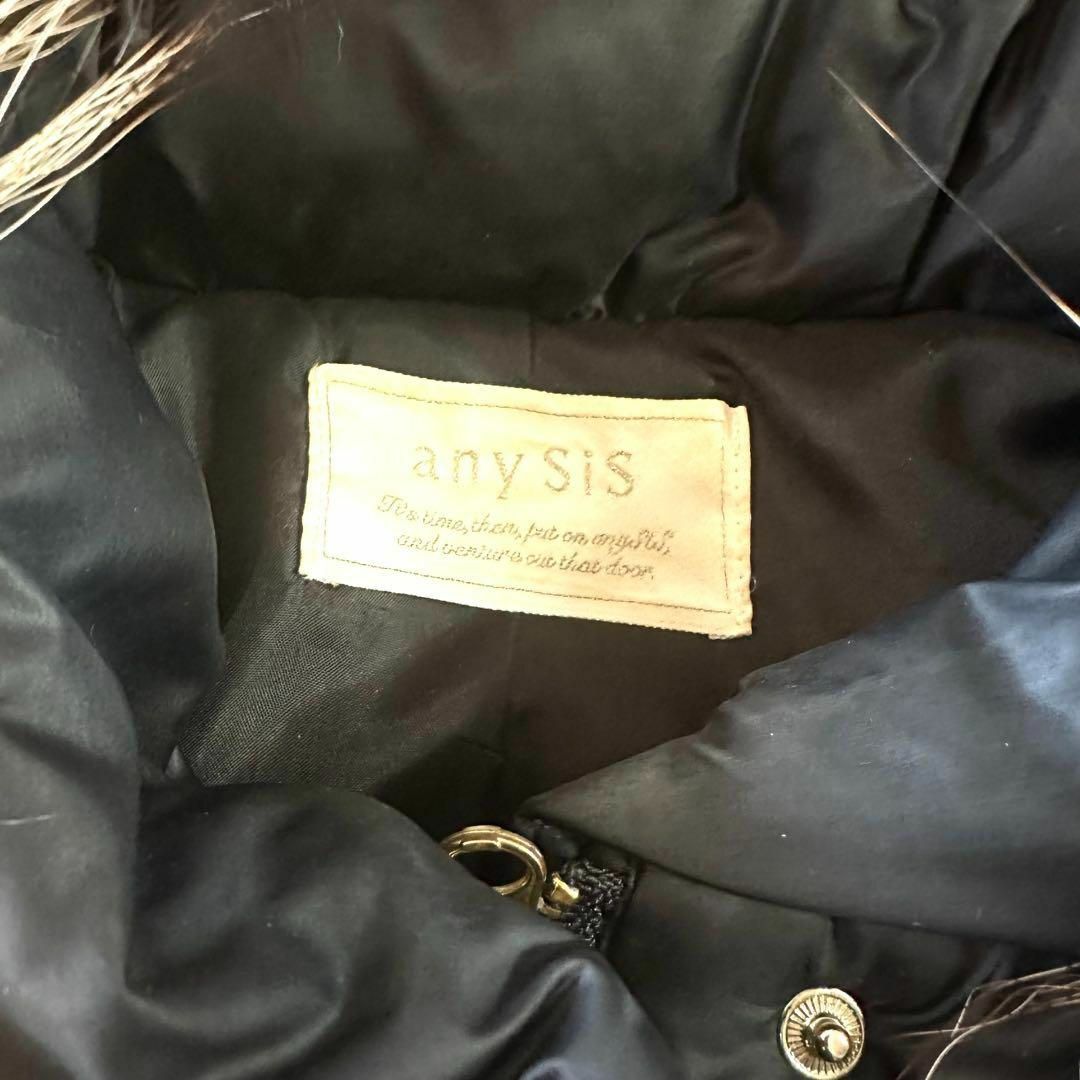 any SiS
It's time, then, put on anySiS,
and venture out that door.